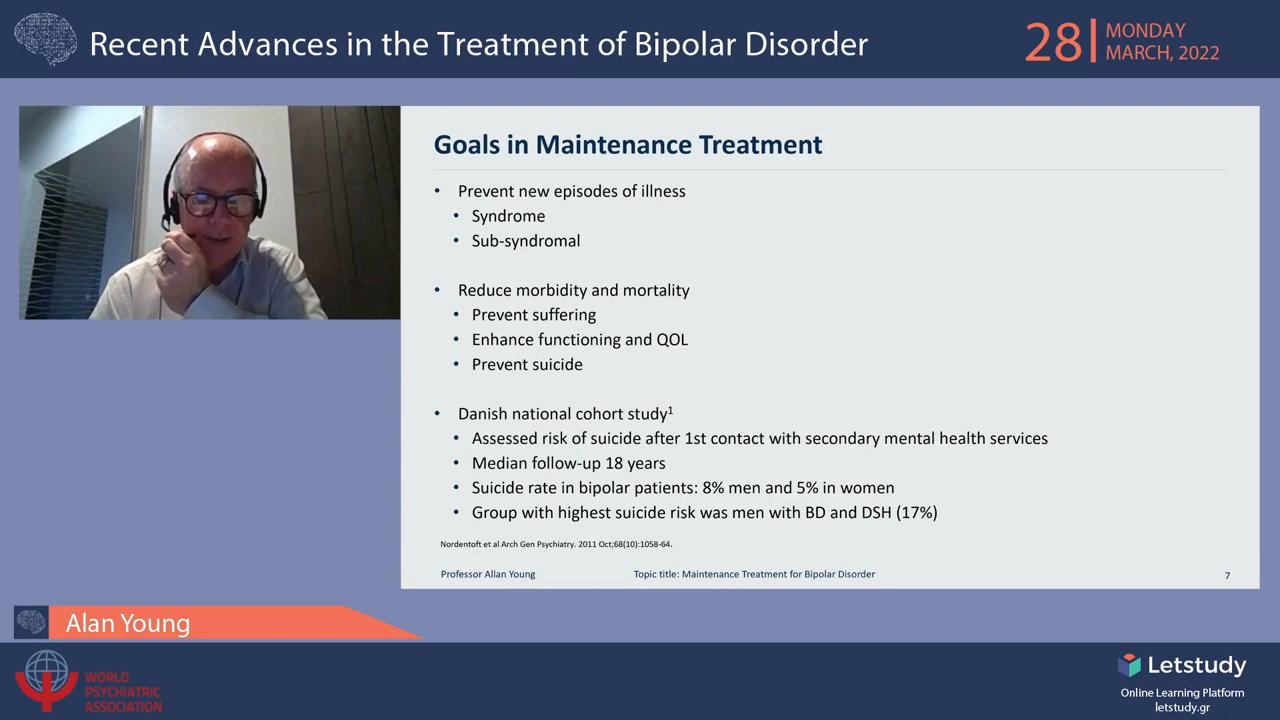 Recent Advances in the Treatment of Bipolar Disorder
28
MONDAY
MARCH, 2022
Goals in Maintenance Treatment
• Prevent new episodes of illness
• Syndrome
• Sub-syndromal
• Reduce morbidity and mortality
• Prevent suffering
• Enhance functioning and QOL
• Prevent suicide
• Danish national cohort study¹
• Assessed risk of suicide after 1st contact with secondary mental health services
• Median follow-up 18 years
• Suicide rate in bipolar patients: 8% men and 5% in women
• Group with highest suicide risk was men with BD and DSH (17%)
Nordentoft et al Arch Gen Psychiatry. 2011 Oct;68(10):1058-64.
Professor Allan Young Topic title: Maintenance Treatment for Bipolar Disorder 7
Alan Young
WORLD
PSYCHIATRIC
ASSOCIATION
Letstudy
Online Learning Platform
letstudy.gr